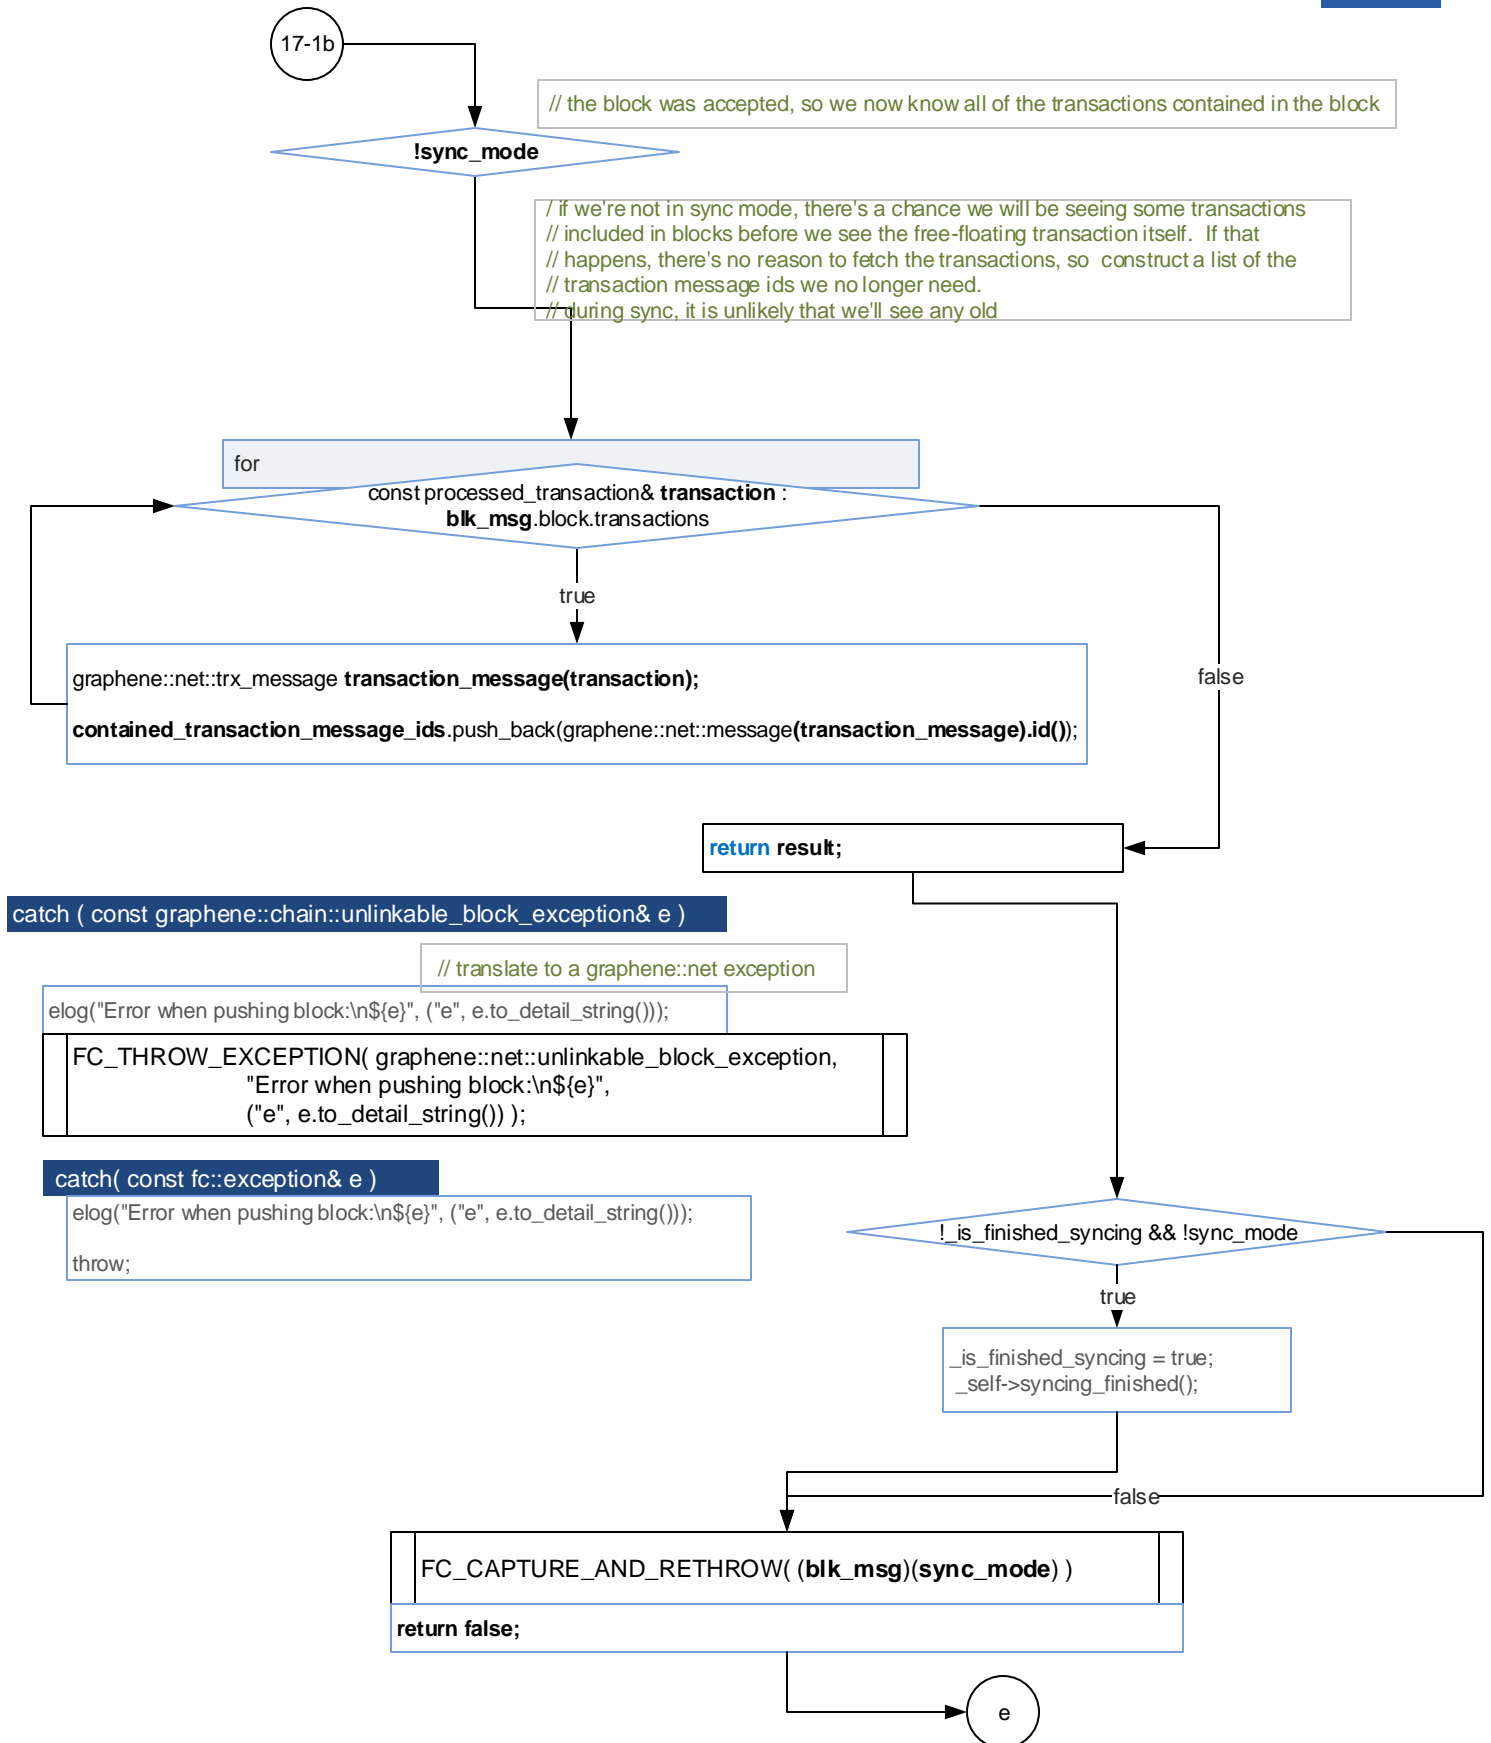 17-1b
// the block was accepted, so we now know all of the transactions contained in the block
!sync_mode
/ if we're not in sync mode, there's a chance we will be seeing some transactions
// included in blocks before we see the free-floating transaction itself.  If that
// happens, there's no reason to fetch the transactions, so  construct a list of the
// transaction message ids we no longer need.
// during sync, it is unlikely that we'll see any old
for
const processed_transaction& transaction :
blk_msg.block.transactions
true
false
graphene::net::trx_message transaction_message(transaction);
contained_transaction_message_ids.push_back(graphene::net::message(transaction_message).id());
return result;
catch ( const graphene::chain::unlinkable_block_exception& e )
// translate to a graphene::net exception
elog("Error when pushing block:\n${e}", ("e", e.to_detail_string()));
FC_THROW_EXCEPTION( graphene::net::unlinkable_block_exception,
"Error when pushing block:\n${e}",
("e", e.to_detail_string()) );
catch( const fc::exception& e )
elog("Error when pushing block:\n${e}", ("e", e.to_detail_string()));
throw;
!_is_finished_syncing && !sync_mode
true
_is_finished_syncing = true;
_self->syncing_finished();
false
FC_CAPTURE_AND_RETHROW( (blk_msg)(sync_mode) )
return false;
e